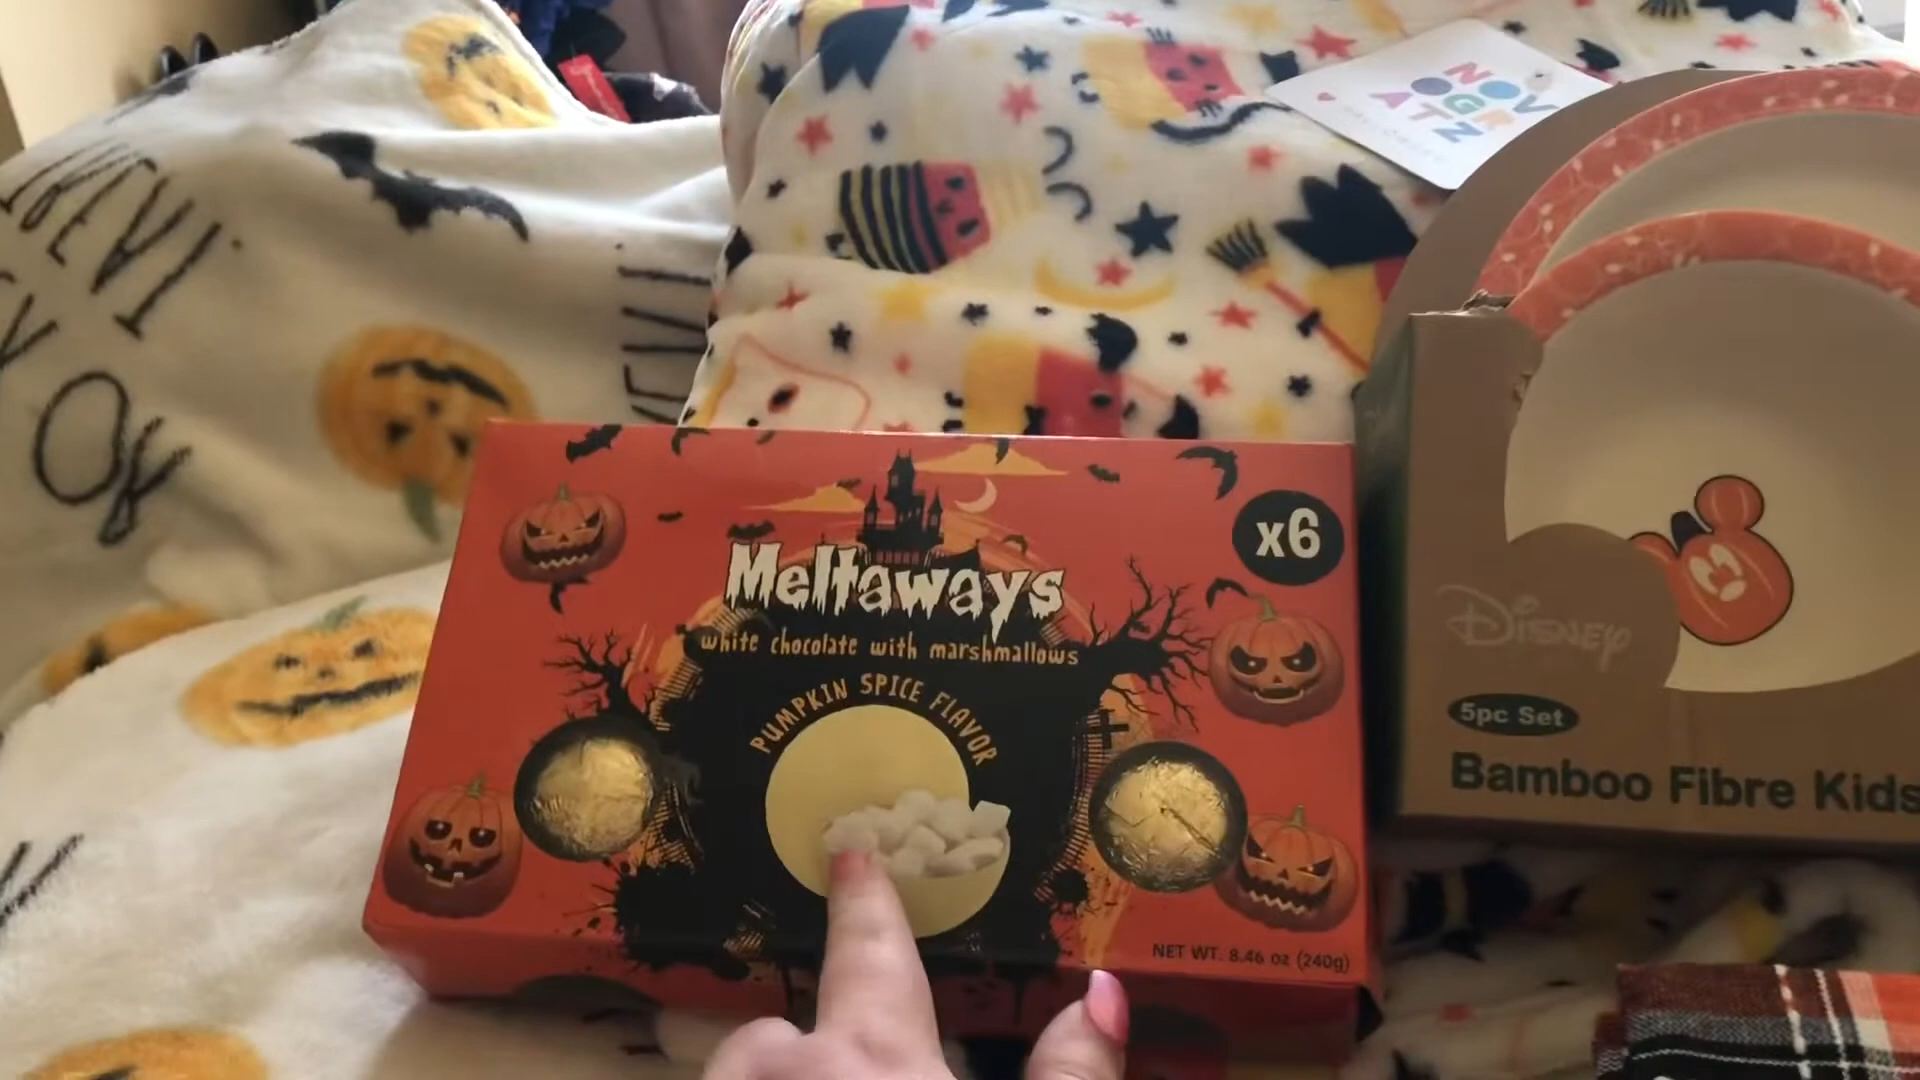 NOV
OGR
ATZ
x6
Meltaways
white chocolate with marshmallows
PUMPKIN SPICE FLAVOR
NET WT. 8.46 oz (240g)
Disney
5pc Set
Bamboo Fibre Kids